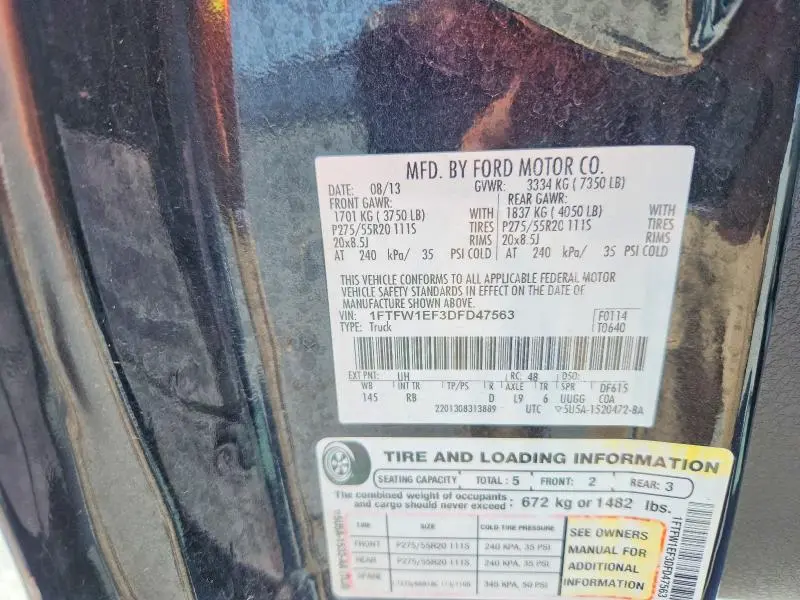 MFD. BY FORD MOTOR CO.
DATE: 08/13 GVWR: 3334 KG ( 7350 LB)
FRONT GAWR: REAR GAWR:
1701 KG ( 3750 LB) WITH 1837 KG ( 4050 LB) WITH
P275/55R20 111S TIRES P275/55R20 111S TIRES
20x8.5J RIMS 20x8.5J RIMS
AT 240 kPa/ 35 PSI COLD AT 240 kPa/ 35 PSI COLD
THIS VEHICLE CONFORMS TO ALL APPLICABLE FEDERAL MOTOR
VEHICLE SAFETY STANDARDS IN EFFECT ON THE DATE OF
MANUFACTURE SHOWN ABOVE.
VIN: 1FTFW1EF3DFD47563 F0114
TYPE: Truck T0640
EXT PNT: UH RC: 48 DSO:
WB INT TR TP/PS R AXLE TR SPR DF615
145 RB D L9 6 UUGG COA
2201308313889 UTC 5U5A-1520472-BA
TIRE AND LOADING INFORMATION
SEATING CAPACITY TOTAL: 5 FRONT: 2 REAR: 3
The combined weight of occupants and cargo should never exceed: 672 kg or 1482 lbs.
TIRE SIZE COLD TIRE PRESSURE
FRONT P275/55R20 111S 240 KPA, 35 PSI
REAR P275/55R20 111S 240 KPA, 35 PSI
SPARE 345 KPA, 50 PSI
SEE OWNERS
MANUAL FOR
ADDITIONAL
INFORMATION
1FTFW1EF3DFD47563